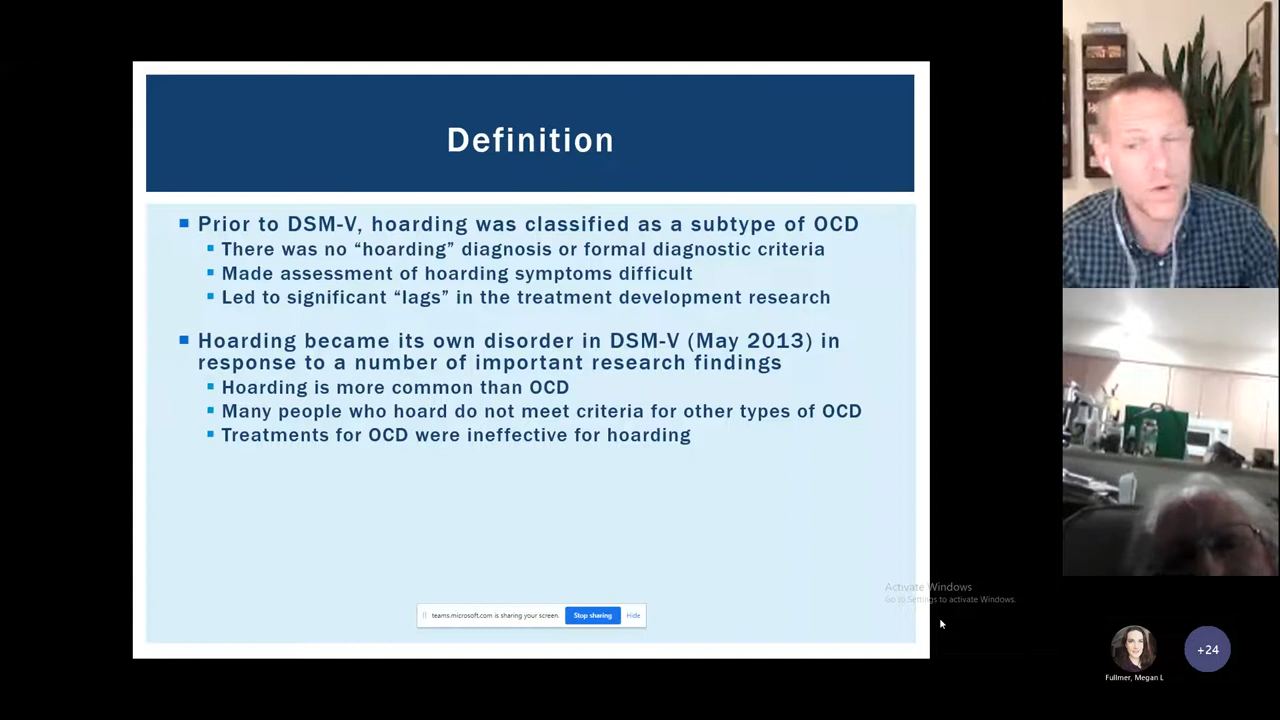 Definition
Prior to DSM-V, hoarding was classified as a subtype of OCD
There was no “hoarding” diagnosis or formal diagnostic criteria
Made assessment of hoarding symptoms difficult
Led to significant “lags” in the treatment development research
Hoarding became its own disorder in DSM-V (May 2013) in
response to a number of important research findings
Hoarding is more common than OCD
Many people who hoard do not meet criteria for other types of OCD
Treatments for OCD were ineffective for hoarding
Activate Windows
Go to Settings to activate Windows.
teams.microsoft.com is sharing your screen.
Stop sharing
Hide
+24
Fullmer, Megan L